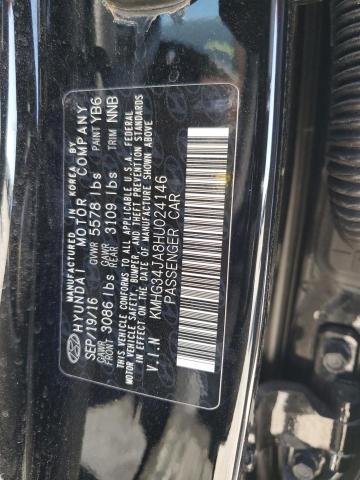 MADE IN KOREA BY
HYUNDAI MOTOR COMPANY
SEP/19/16 GVWR 5578 lbs PAINT YB6
GAWR FRONT 3086 lbs GAWR REAR 3109 lbs TRIM NNB
THIS VEHICLE CONFORMS TO ALL APPLICABLE U.S.A. FEDERAL
MOTOR VEHICLE SAFETY, BUMPER, AND THEFT PREVENTION STANDARDS
IN EFFECT ON THE DATE OF MANUFACTURE SHOWN ABOVE
V.I.N KMHG34JA8HU024146
PASSENGER CAR